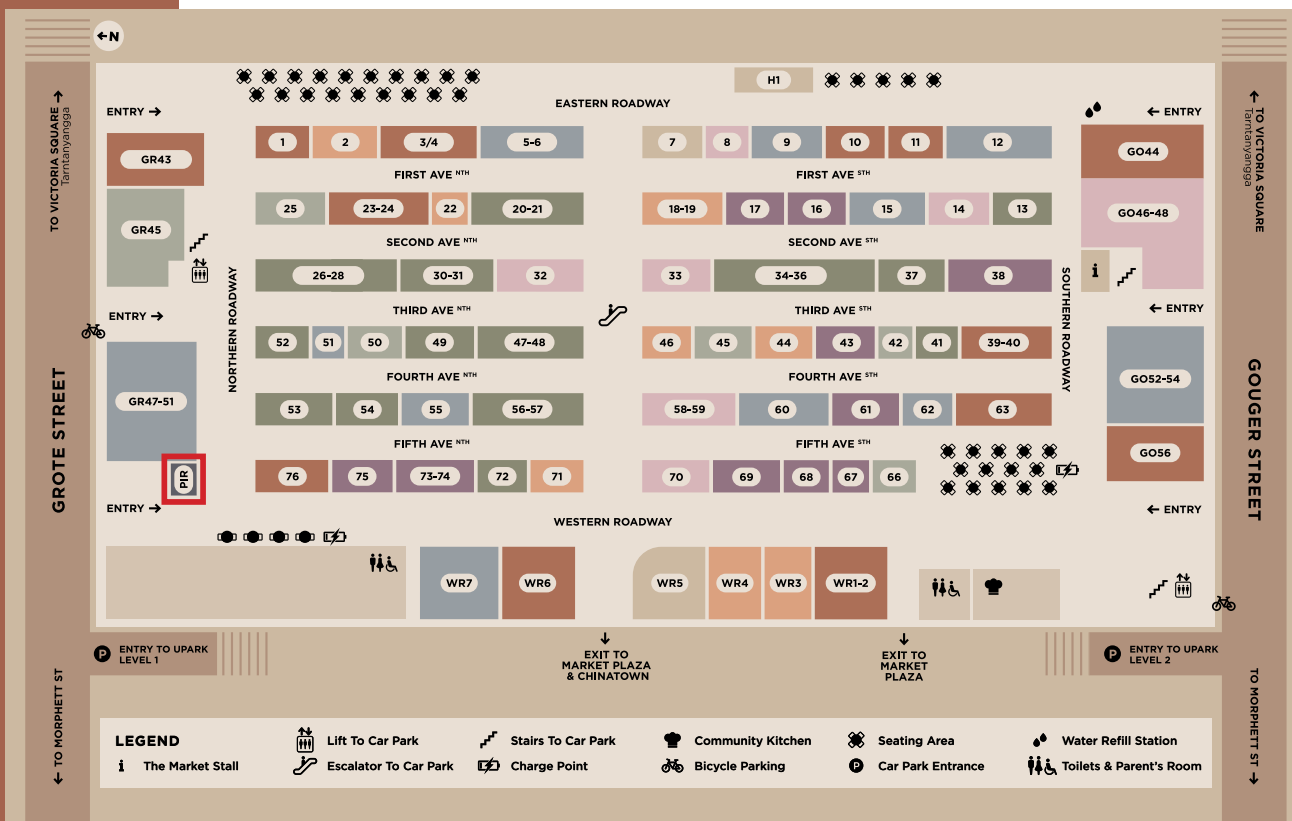 N
TO VICTORIA SQUARE
Tarntanyangga
GROTE STREET
TO MORPHETT ST
ENTRY
GR43
GR45
ENTRY
GR47-51
PIR
ENTRY
NORTHERN ROADWAY
EASTERN ROADWAY
H1
1 2 3/4 5-6 7 8 9 10 11 12
FIRST AVE NTH FIRST AVE STH
25 23-24 22 20-21 18-19 17 16 15 14 13
SECOND AVE NTH SECOND AVE STH
26-28 30-31 32 33 34-36 37 38
THIRD AVE NTH THIRD AVE STH
52 51 50 49 47-48 46 45 44 43 42 41 39-40
FOURTH AVE NTH FOURTH AVE STH
53 54 55 56-57 58-59 60 61 62 63
FIFTH AVE NTH FIFTH AVE STH
76 75 73-74 72 71 70 69 68 67 66
WESTERN ROADWAY
WR7 WR6 WR5 WR4 WR3 WR1-2
SOUTHERN ROADWAY
ENTRY
GO44
GO46-48
i
ENTRY
GO52-54
GO56
ENTRY
TO VICTORIA SQUARE
Tarntanyangga
GOUGER STREET
TO MORPHETT ST
P ENTRY TO UPARK
LEVEL 1
EXIT TO
MARKET PLAZA
& CHINATOWN
EXIT TO
MARKET
PLAZA
P ENTRY TO UPARK
LEVEL 2
LEGEND
i The Market Stall
Lift To Car Park
Escalator To Car Park
Stairs To Car Park
Charge Point
Community Kitchen
Bicycle Parking
Seating Area
P Car Park Entrance
Water Refill Station
Toilets & Parent's Room